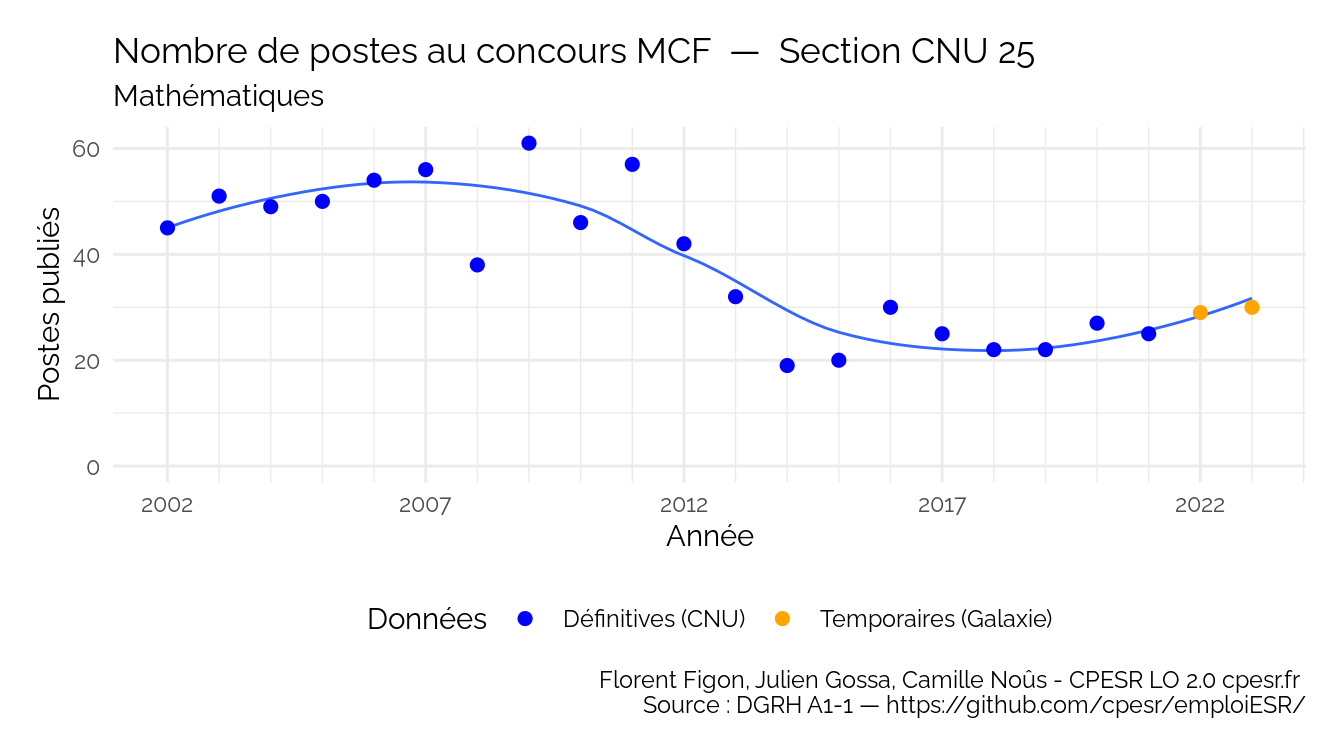 Nombre de postes au concours MCF — Section CNU 25
Mathématiques
Postes publiés
60
40
20
0
2002 2007 2012 2017 2022
Année
Données Définitives (CNU) Temporaires (Galaxie)
Florent Figon, Julien Gossa, Camille Noûs - CPESR LO 2.0 cpesr.fr
Source : DGRH A1-1 — https://github.com/cpesr/emploiESR/